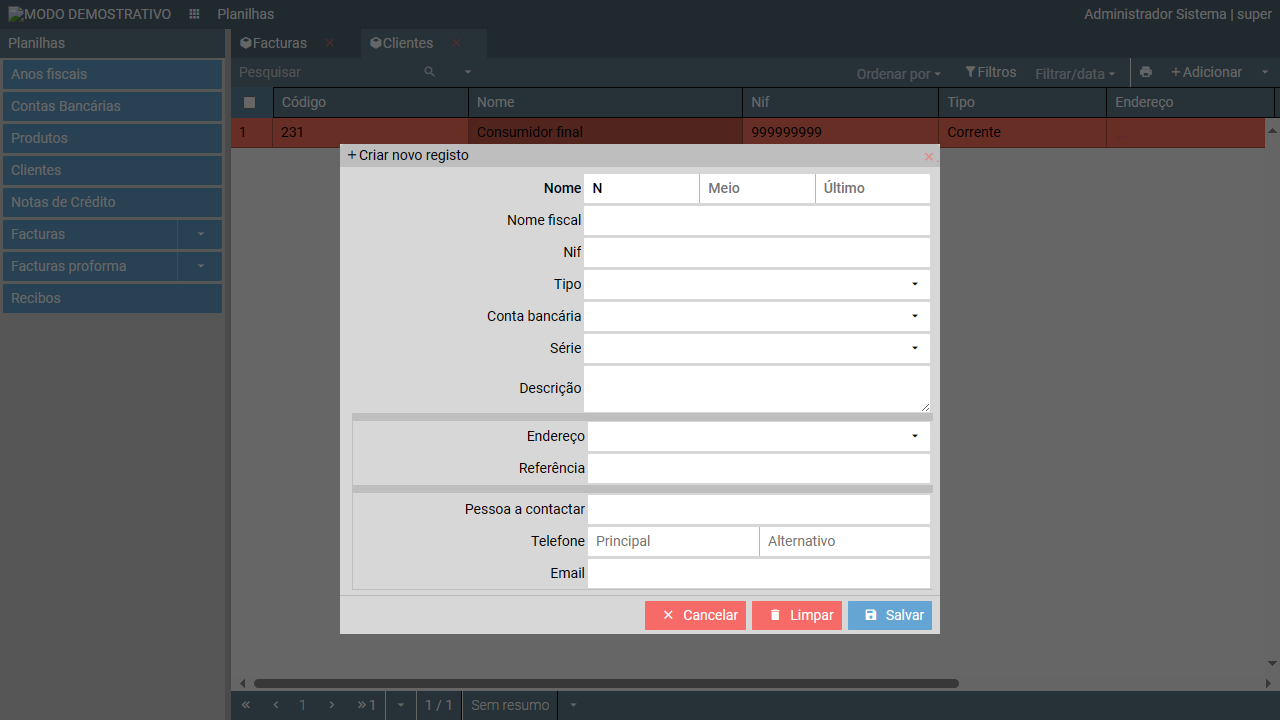 MODO DEMOSTRATIVO Planilhas Administrador Sistema | super
Planilhas
Facturas Clientes
Anos fiscais
Contas Bancárias
Produtos
Clientes
Notas de Crédito
Facturas
Facturas proforma
Recibos
Pesquisar Ordenar por Filtros Filtrar/data + Adicionar
Código Nome Nif Tipo Endereço
1 231 Consumidor final 999999999 Corrente
+ Criar novo registo
Nome N Meio Último
Nome fiscal
Nif
Tipo
Conta bancária
Série
Descrição
Endereço
Referência
Pessoa a contactar
Telefone Principal Alternativo
Email
Cancelar Limpar Salvar
« ‹ 1 › » 1 1 / 1 Sem resumo